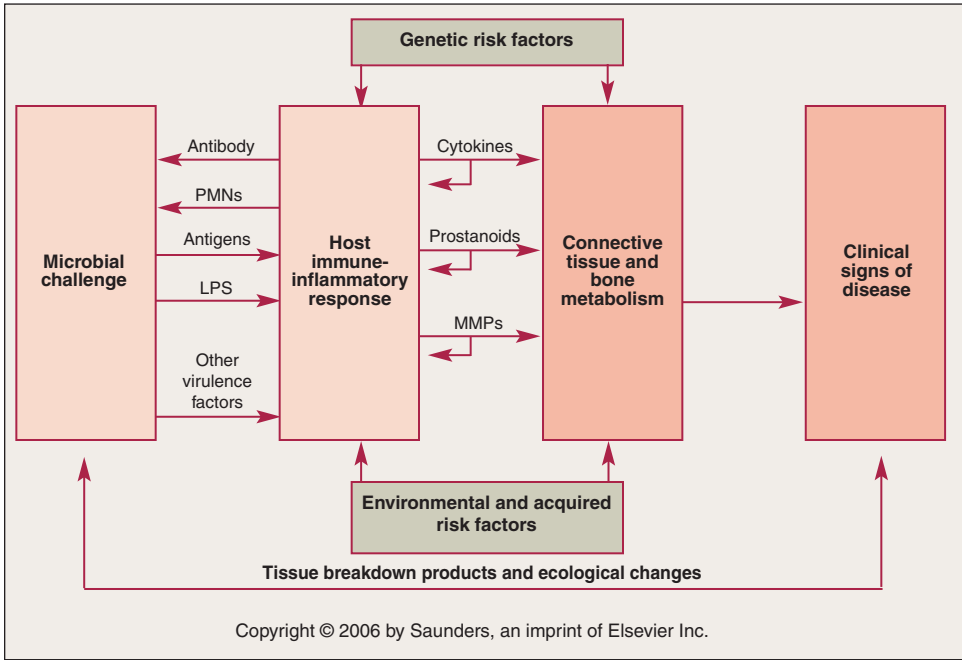 Genetic risk factors
Antibody
PMNs
Antigens
LPS
Other
virulence
factors
Microbial
challenge
Host
immune-
inflammatory
response
Cytokines
Prostanoids
MMPs
Connective
tissue and
bone
metabolism
Clinical
signs of
disease
Environmental and acquired
risk factors
Tissue breakdown products and ecological changes
Copyright © 2006 by Saunders, an imprint of Elsevier Inc.